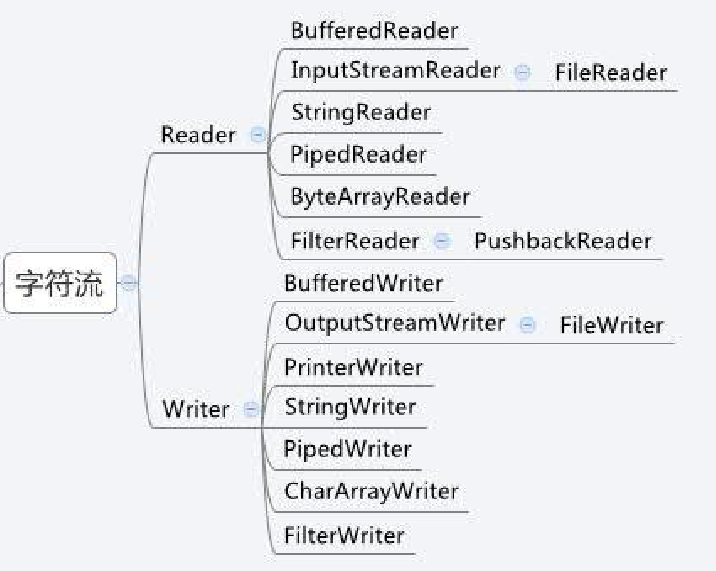 BufferedReader
InputStreamReader FileReader
StringReader
Reader
PipedReader
ByteArrayReader
FilterReader PushbackReader
字符流
BufferedWriter
OutputStreamWriter FileWriter
PrinterWriter
Writer
StringWriter
PipedWriter
CharArrayWriter
FilterWriter